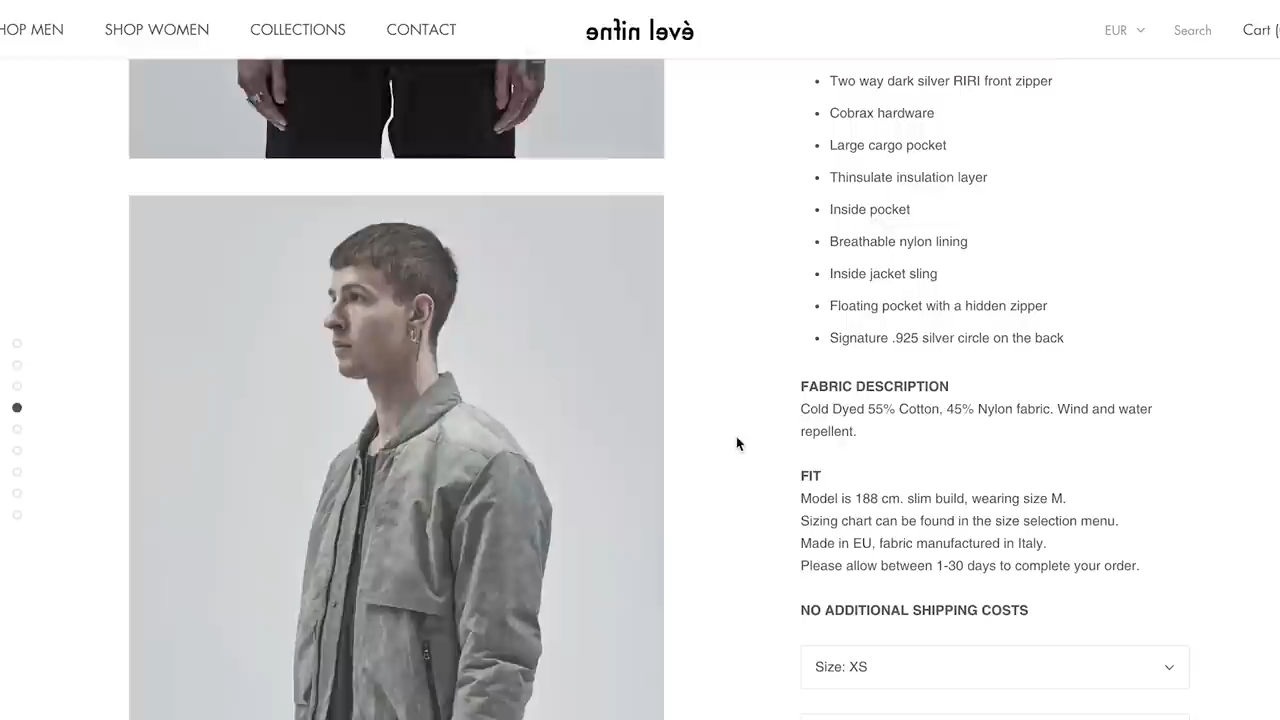 HOP MEN
SHOP WOMEN
COLLECTIONS
CONTACT
ével nifne
EUR
Search
Cart (
Two way dark silver RIRI front zipper
Cobrax hardware
Large cargo pocket
Thinsulate insulation layer
Inside pocket
Breathable nylon lining
Inside jacket sling
Floating pocket with a hidden zipper
Signature .925 silver circle on the back
FABRIC DESCRIPTION
Cold Dyed 55% Cotton, 45% Nylon fabric. Wind and water
repellent.
FIT
Model is 188 cm. slim build, wearing size M.
Sizing chart can be found in the size selection menu.
Made in EU, fabric manufactured in Italy.
Please allow between 1-30 days to complete your order.
NO ADDITIONAL SHIPPING COSTS
Size: XS